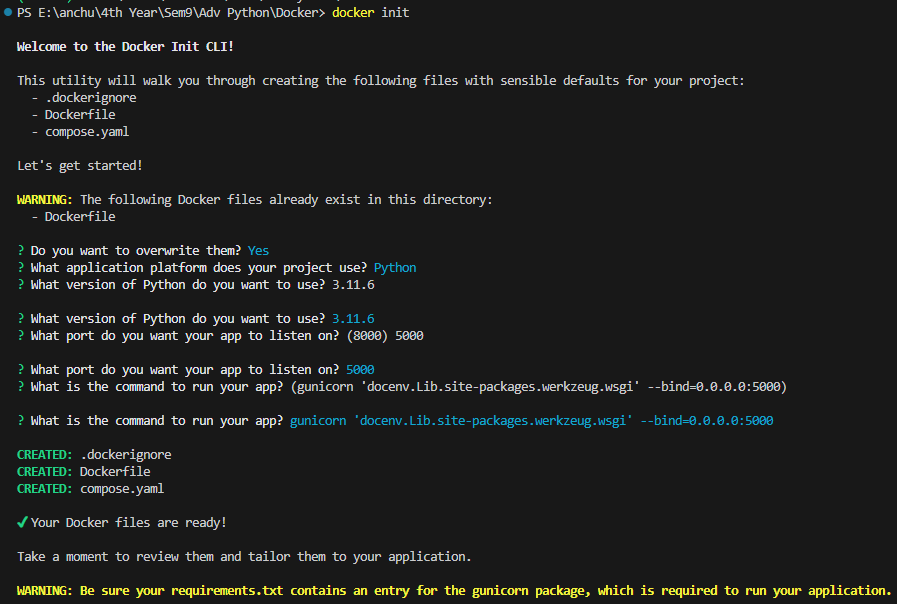 PS E:\anchu\4th Year\Sem9\Adv Python\Docker> docker init
Welcome to the Docker Init CLI!
This utility will walk you through creating the following files with sensible defaults for your project:
- .dockerignore
- Dockerfile
- compose.yaml
Let's get started!
WARNING: The following Docker files already exist in this directory:
- Dockerfile
? Do you want to overwrite them? Yes
? What application platform does your project use? Python
? What version of Python do you want to use? 3.11.6
? What version of Python do you want to use? 3.11.6
? What port do you want your app to listen on? (8000) 5000
? What port do you want your app to listen on? 5000
? What is the command to run your app? (gunicorn 'docenv.Lib.site-packages.werkzeug.wsgi' --bind=0.0.0.0:5000)
? What is the command to run your app? gunicorn 'docenv.Lib.site-packages.werkzeug.wsgi' --bind=0.0.0.0:5000
CREATED: .dockerignore
CREATED: Dockerfile
CREATED: compose.yaml
✔ Your Docker files are ready!
Take a moment to review them and tailor them to your application.
WARNING: Be sure your requirements.txt contains an entry for the gunicorn package, which is required to run your application.